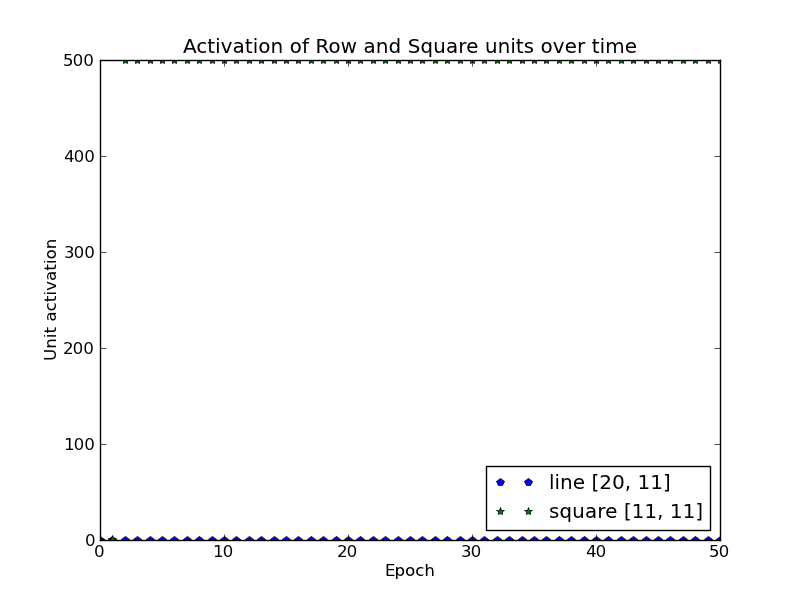 Activation of Row and Square units over time
500
400
300
200
100
0
Unit activation
line [20, 11]
square [11, 11]
0 10 20 30 40 50
Epoch